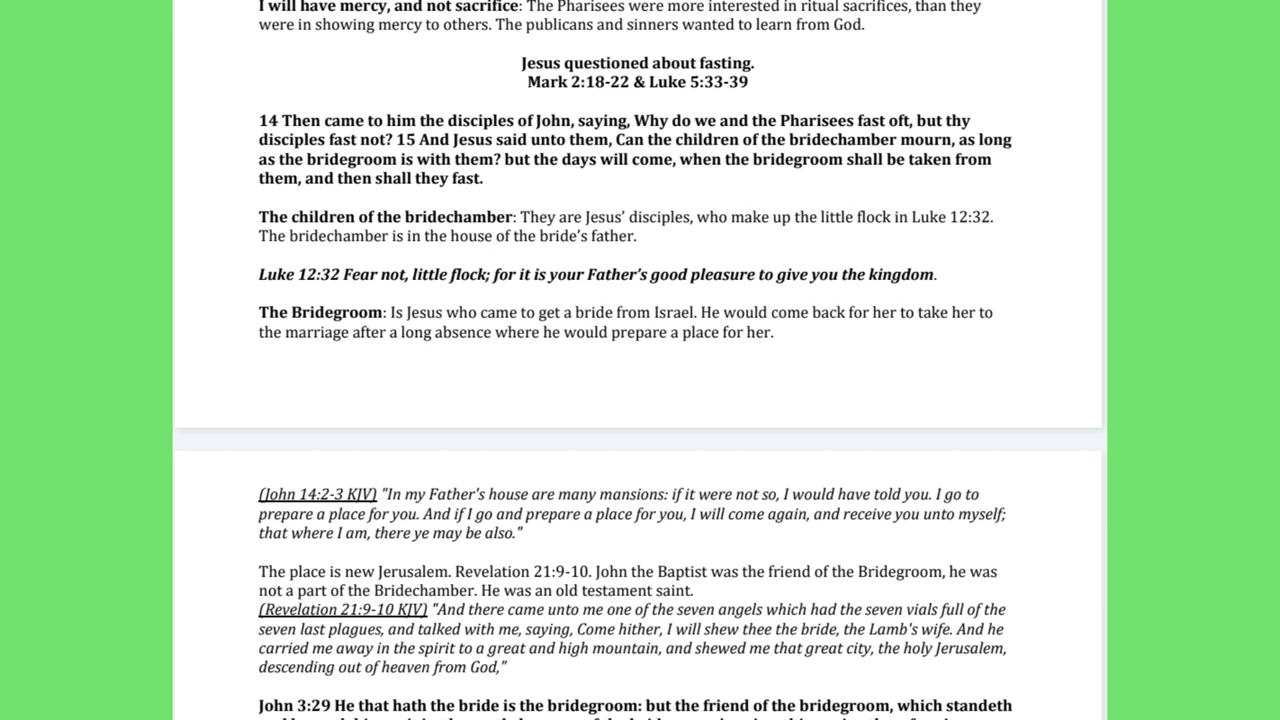 I will have mercy, and not sacrifice: The Pharisees were more interested in ritual sacrifices, than they
were in showing mercy to others. The publicans and sinners wanted to learn from God.
Jesus questioned about fasting.
Mark 2:18-22 & Luke 5:33-39
14 Then came to him the disciples of John, saying, Why do we and the Pharisees fast oft, but thy
disciples fast not? 15 And Jesus said unto them, Can the children of the bridechamber mourn, as long
as the bridegroom is with them? but the days will come, when the bridegroom shall be taken from
them, and then shall they fast.
The children of the bridechamber: They are Jesus’ disciples, who make up the little flock in Luke 12:32.
The bridechamber is in the house of the bride’s father.
Luke 12:32 Fear not, little flock; for it is your Father’s good pleasure to give you the kingdom.
The Bridegroom: Is Jesus who came to get a bride from Israel. He would come back for her to take her to
the marriage after a long absence where he would prepare a place for her.
(John 14:2-3 KJV) "In my Father's house are many mansions: if it were not so, I would have told you. I go to
prepare a place for you. And if I go and prepare a place for you, I will come again, and receive you unto myself;
that where I am, there ye may be also."
The place is new Jerusalem. Revelation 21:9-10. John the Baptist was the friend of the Bridegroom, he was
not a part of the Bridechamber. He was an old testament saint.
(Revelation 21:9-10 KJV) "And there came unto me one of the seven angels which had the seven vials full of the
seven last plagues, and talked with me, saying, Come hither, I will shew thee the bride, the Lamb's wife. And he
carried me away in the spirit to a great and high mountain, and shewed me that great city, the holy Jerusalem,
descending out of heaven from God,"
John 3:29 He that hath the bride is the bridegroom: but the friend of the bridegroom, which standeth